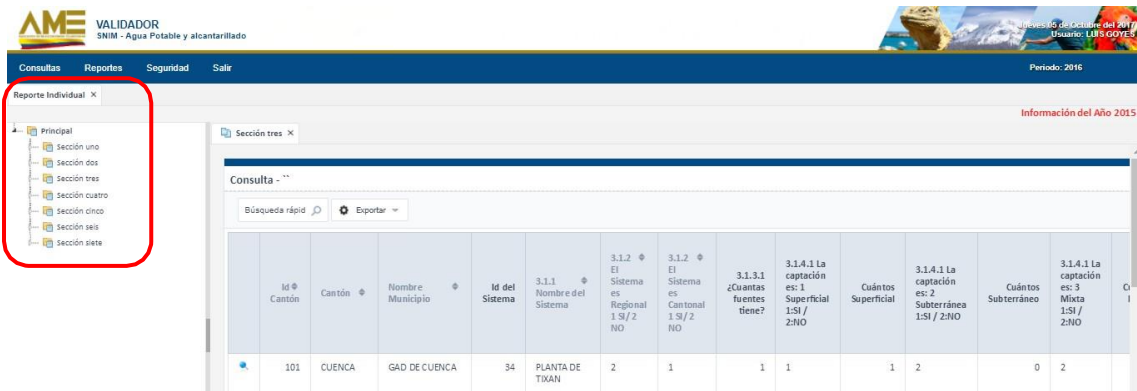 AME
VALIDADOR
SNIM - Agua Potable y alcantarillado
Jueves 05 de Octubre del 2017
Usuario: LUIS GOYES
Consultas Reportes Seguridad Salir Periodo: 2016
Reporte Individual ×
Información del Año 2015
Principal
Sección uno
Sección dos
Sección tres
Sección cuatro
Sección cinco
Sección seis
Sección siete
Sección tres ×
Consulta - ``
Búsqueda rápid Exportar
Id
Cantón
Cantón
Nombre
Municipio
Id del
Sistema
3.1.1
Nombre del
Sistema
3.1.2
El
Sistema
es
Regional
1 SI/ 2
NO
3.1.2
El
Sistema
es
Cantonal
1 SI/ 2
NO
3.1.3.1
¿Cuantas
fuentes
tiene?
3.1.4.1 La
captación
es: 1
Superficial
1:SI /
2:NO
Cuántos
Superficial
3.1.4.1 La
captación
es: 2
Subterránea
1:SI / 2:NO
Cuántos
Subterráneo
3.1.4.1 La
captación
es: 3
Mixta
1:SI /
2:NO
101 CUENCA GAD DE CUENCA 34 PLANTA DE
TIXAN
2 1 1 1 1 2 0 2